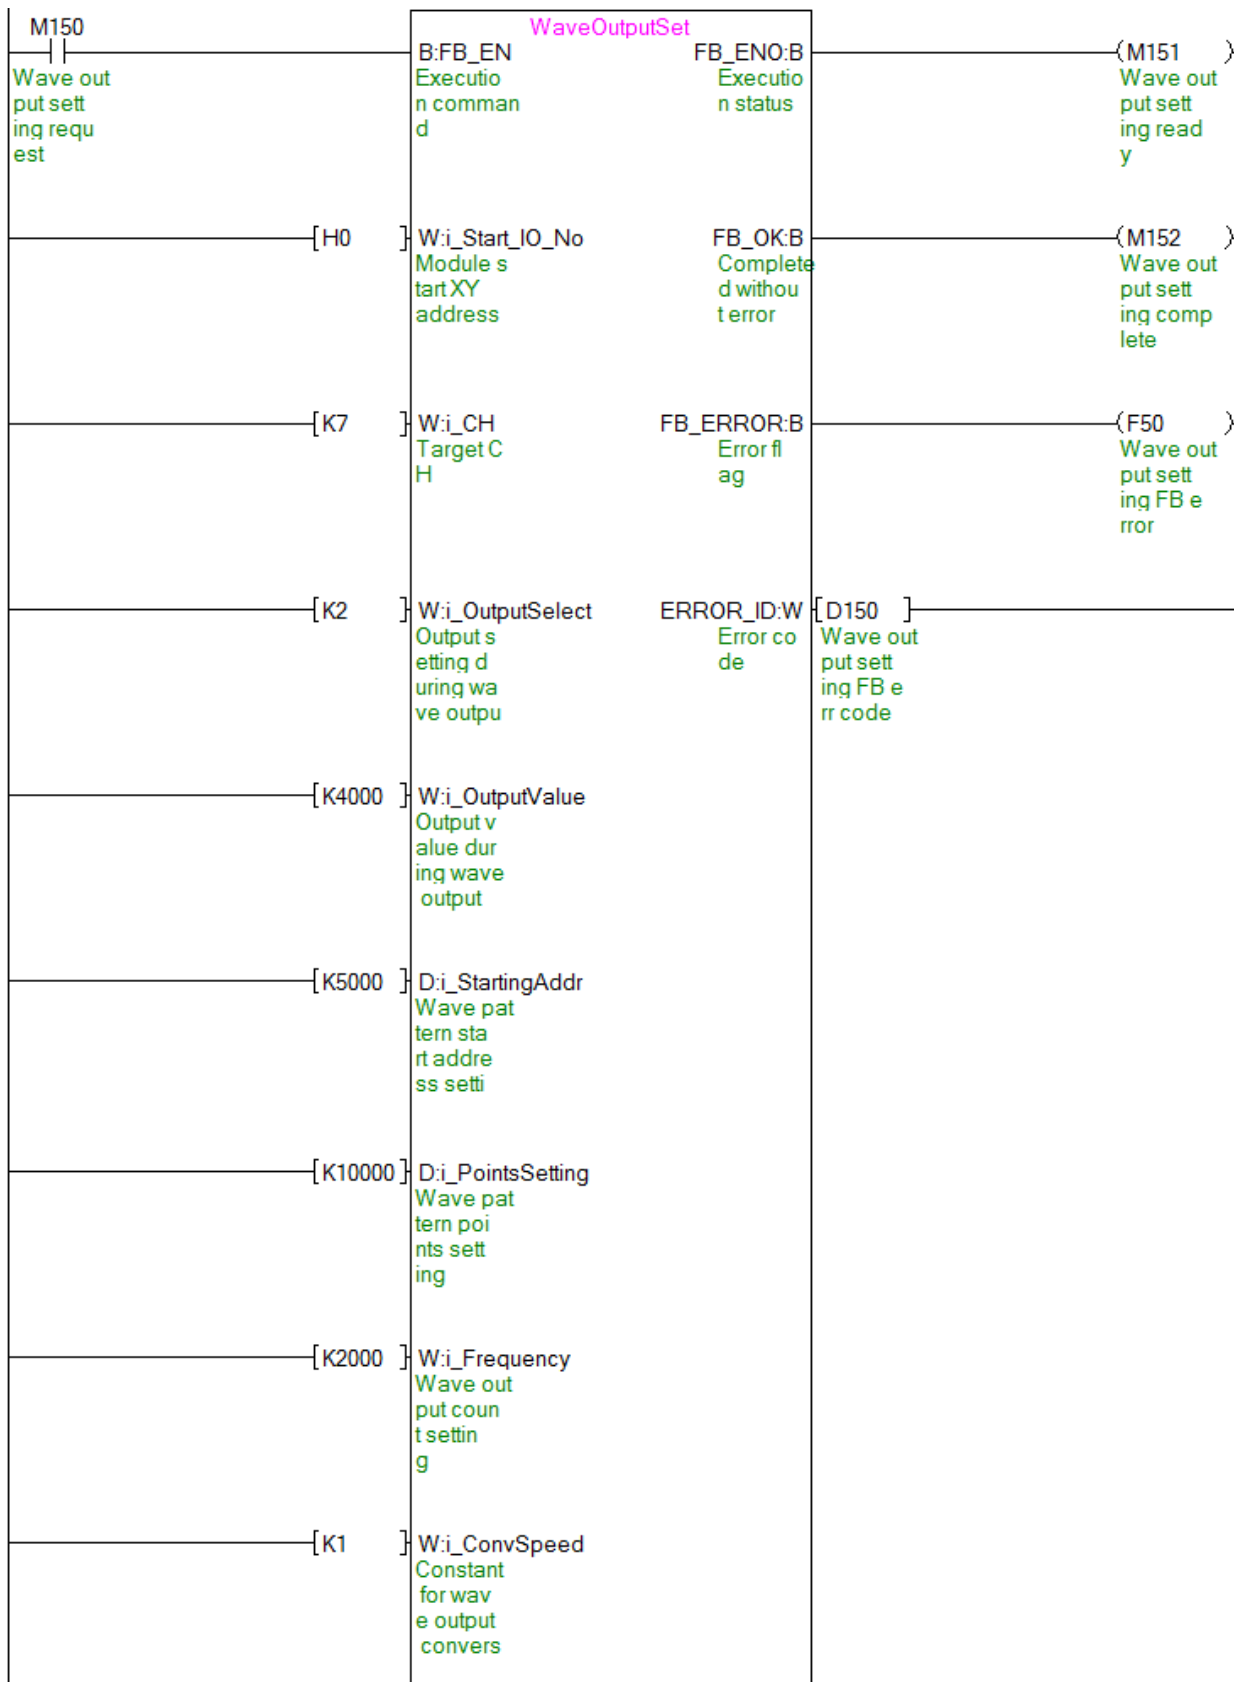 M150
Wave out
put sett
ing requ
est
WaveOutputSet
B:FB_EN
Executio
n comman
d
FB_ENO:B
Executio
n status
M151
Wave out
put sett
ing read
y
[H0 ]
W:i_Start_IO_No
Module s
tart XY
address
FB_OK:B
Complete
d withou
t error
M152
Wave out
put sett
ing comp
lete
[K7 ]
W:i_CH
Target C
H
FB_ERROR:B
Error fl
ag
F50
Wave out
put sett
ing FB e
rror
[K2 ]
W:i_OutputSelect
Output s
etting d
uring wa
ve outpu
ERROR_ID:W
Error co
de
[D150 ]
Wave out
put sett
ing FB e
rr code
[K4000 ]
W:i_OutputValue
Output v
alue dur
ing wave
output
[K5000 ]
D:i_StartingAddr
Wave pat
tern sta
rt addre
ss setti
[K10000 ]
D:i_PointsSetting
Wave pat
tern poi
nts sett
ing
[K2000 ]
W:i_Frequency
Wave out
put coun
t settin
g
[K1 ]
W:i_ConvSpeed
Constant
for wav
e output
convers